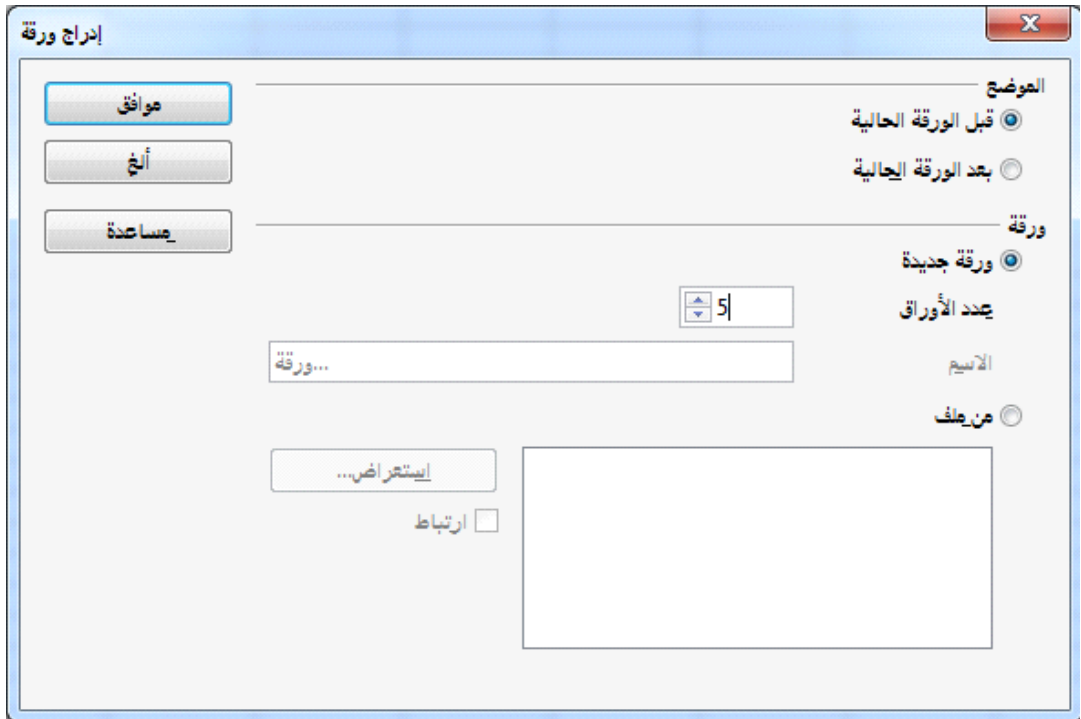 إدراج ورقة
الموضع
قبل الورقة الحالية
بعد الورقة الحالية
موافق
ألغ
مساعدة
ورقة
ورقة جديدة
عدد الأوراق
5
الاسم
ورقة...
من ملف
استعراض...
ارتباط